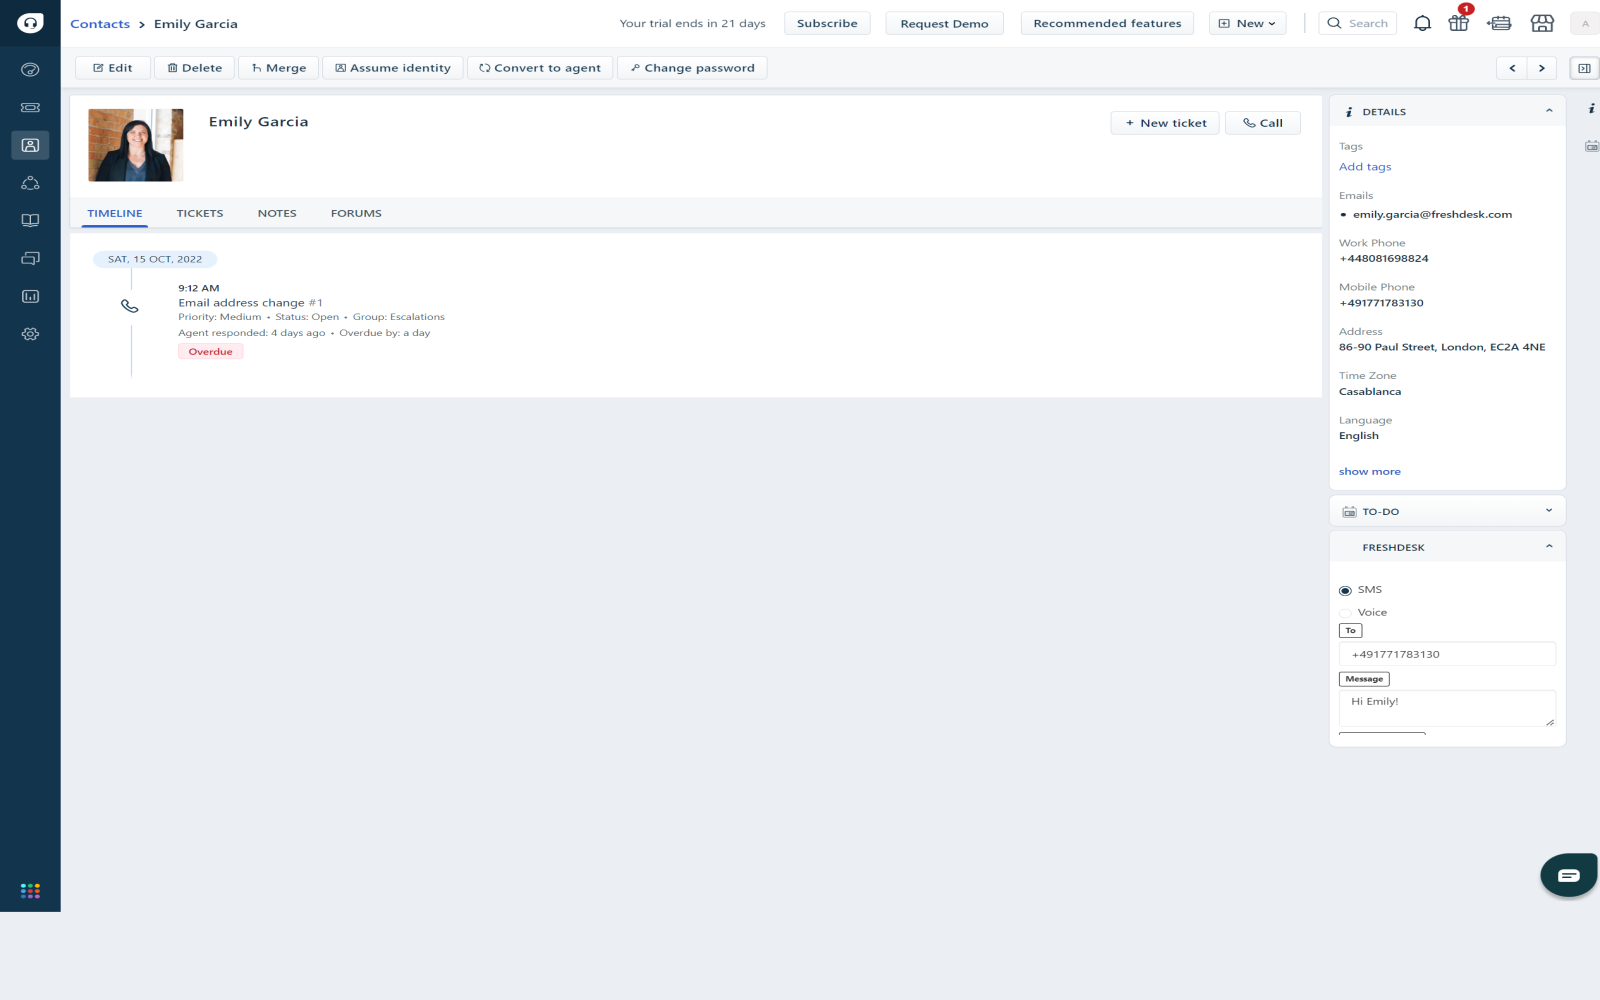 Contacts > Emily Garcia
Your trial ends in 21 days
Subscribe
Request Demo
Recommended features
New
Search
1
A
Edit
Delete
Merge
Assume identity
Convert to agent
Change password
Emily Garcia
+ New ticket
Call
TIMELINE
TICKETS
NOTES
FORUMS
SAT, 15 OCT, 2022
9:12 AM
Email address change #1
Priority: Medium • Status: Open • Group: Escalations
Agent responded: 4 days ago • Overdue by: a day
Overdue
DETAILS
Tags
Add tags
Emails
• emily.garcia@freshdesk.com
Work Phone
+448081698824
Mobile Phone
+491771783130
Address
86-90 Paul Street, London, EC2A 4NE
Time Zone
Casablanca
Language
English
show more
TO-DO
FRESHDESK
SMS
Voice
To
+491771783130
Message
Hi Emily!